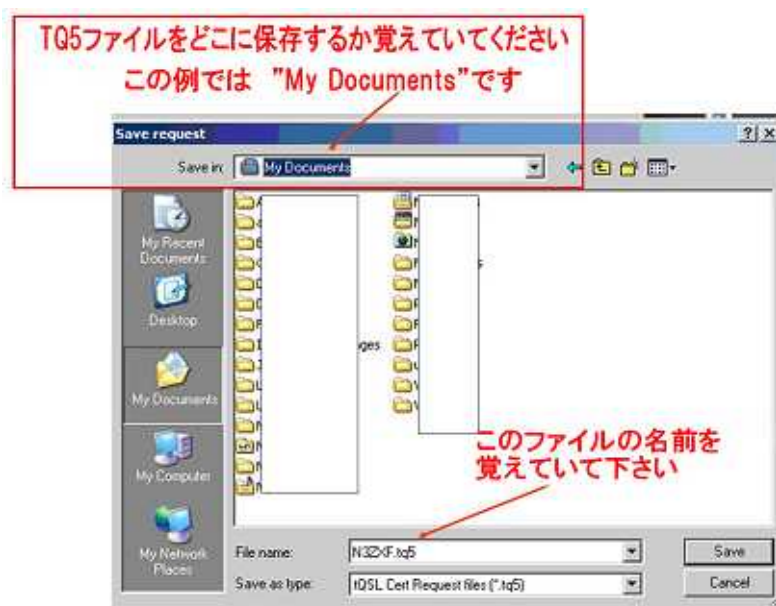 TQ5ファイルをどこに保存するか覚えていてください
この例では "My Documents"です
Save request
Save in:
My Documents
My Recent
Documents
Desktop
My Documents
My Computer
My Network
Places
ges
このファイルの名前を
覚えていて下さい
File name:
N3ZXF.tq5
Save
Save as type:
tQSL Cert Request files (*.tq5)
Cancel